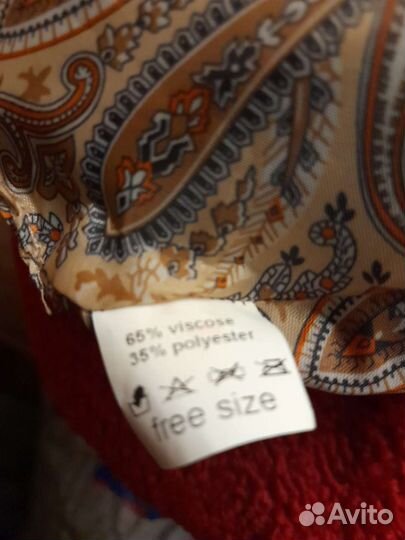 65% viscose
35% polyester
free size
Avito